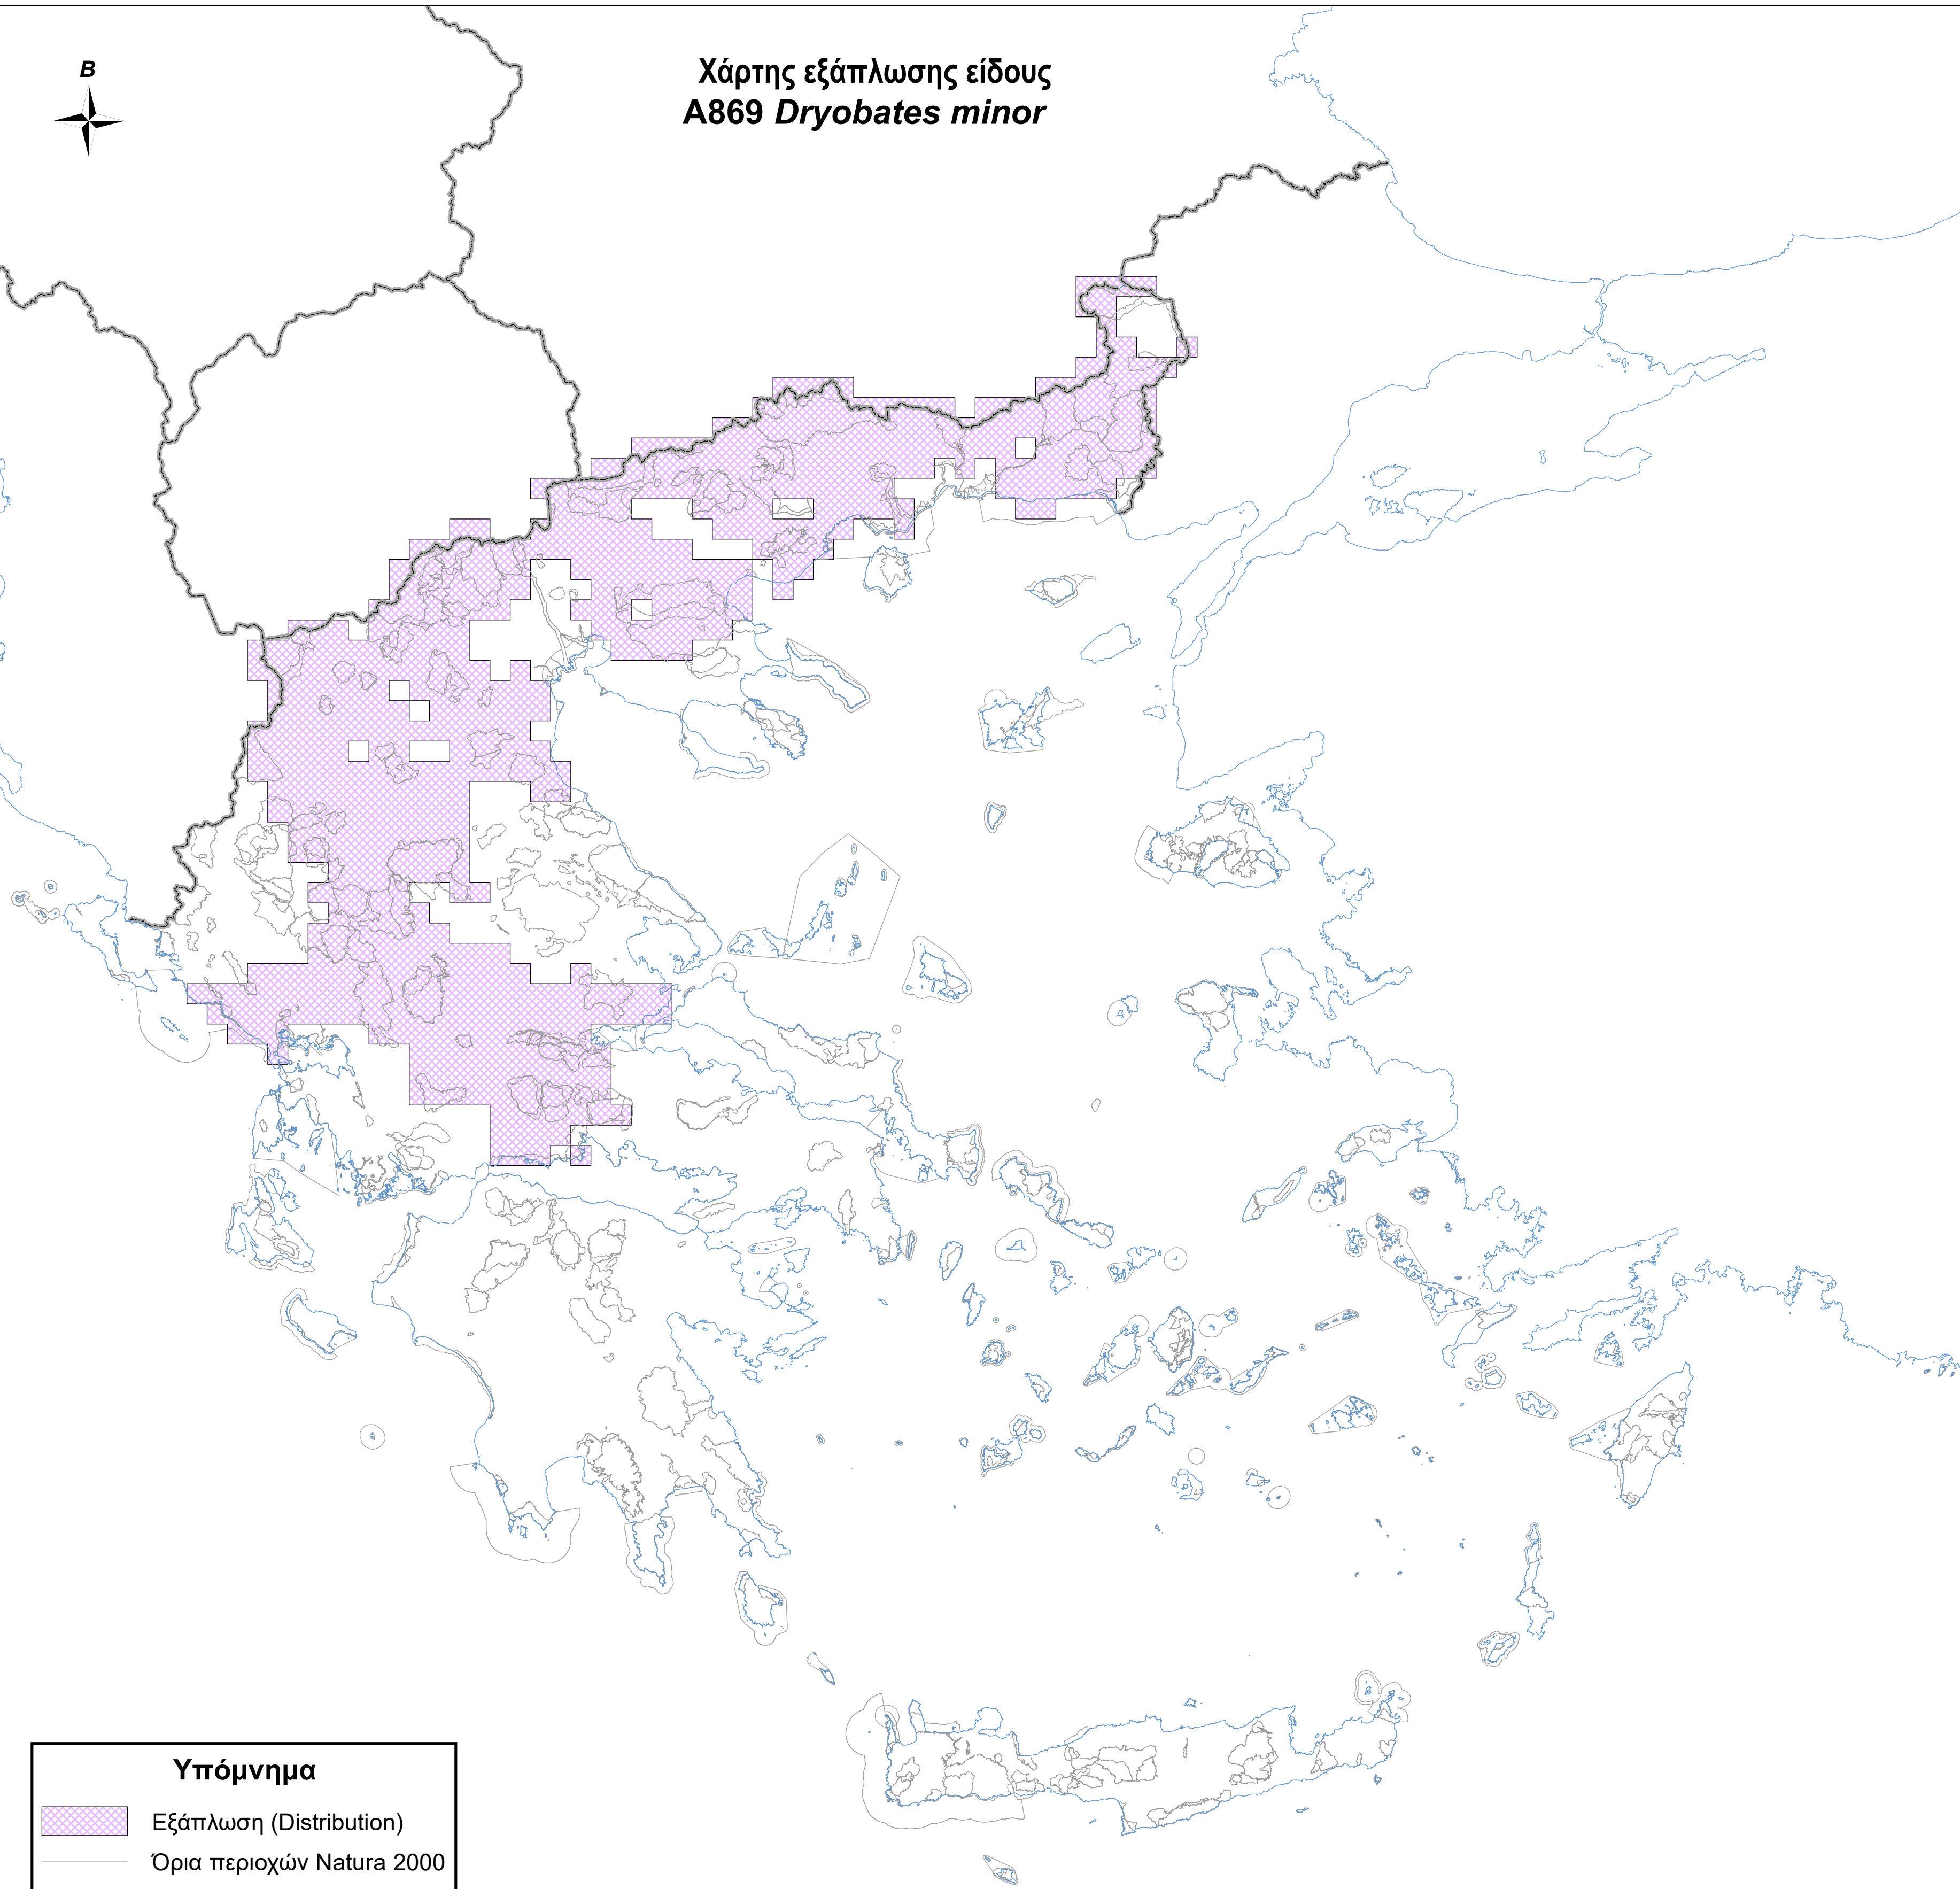 B
Χάρτης εξάπλωσης είδους
A869 Dryobates minor
Υπόμνημα
Εξάπλωση (Distribution)
Όρια περιοχών Natura 2000